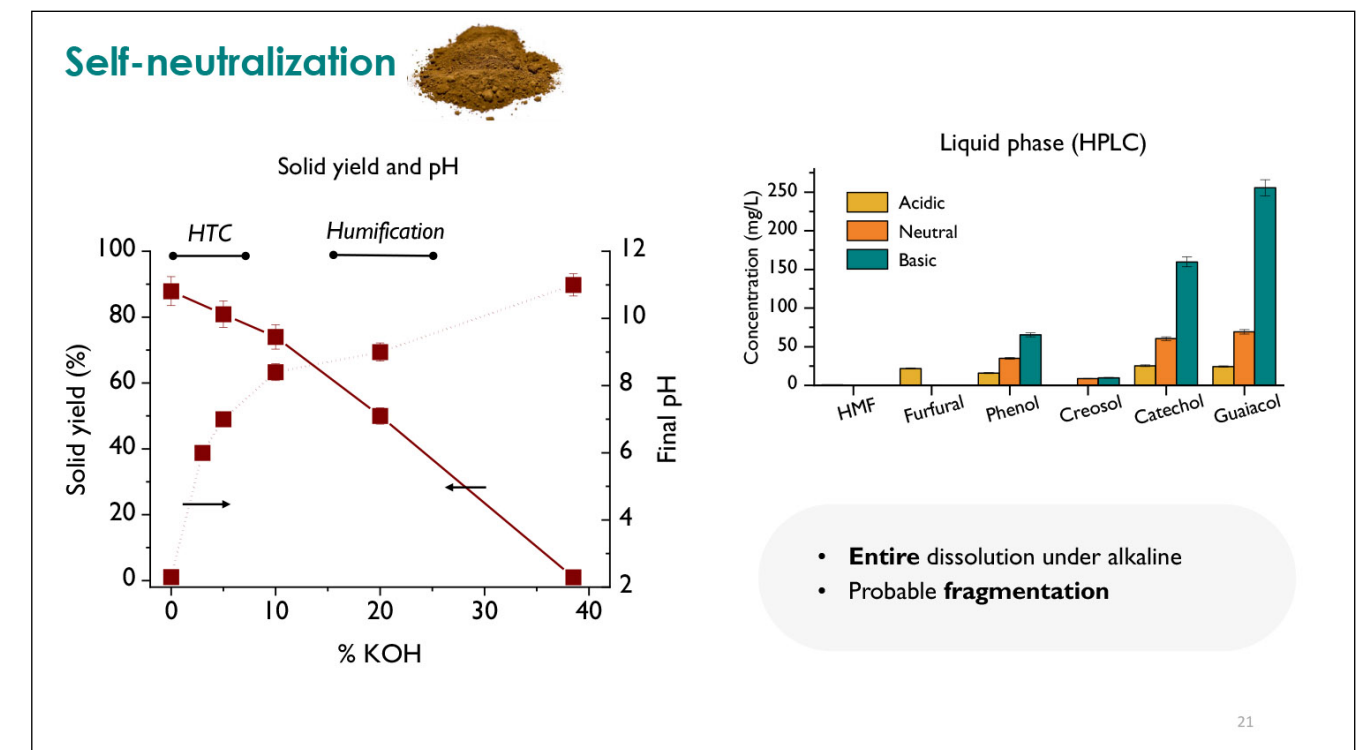 Self-neutralization
Solid yield and pH
HTC
Humification
100
80
60
40
20
0
Solid yield (%)
12
10
8
6
4
2
Final pH
0 10 20 30 40
% KOH
Liquid phase (HPLC)
Concentration (mg/L)
250
200
150
100
50
0
Acidic
Neutral
Basic
HMF Furfural Phenol Creosol Catechol Guaiacol
• Entire dissolution under alkaline
• Probable fragmentation
21